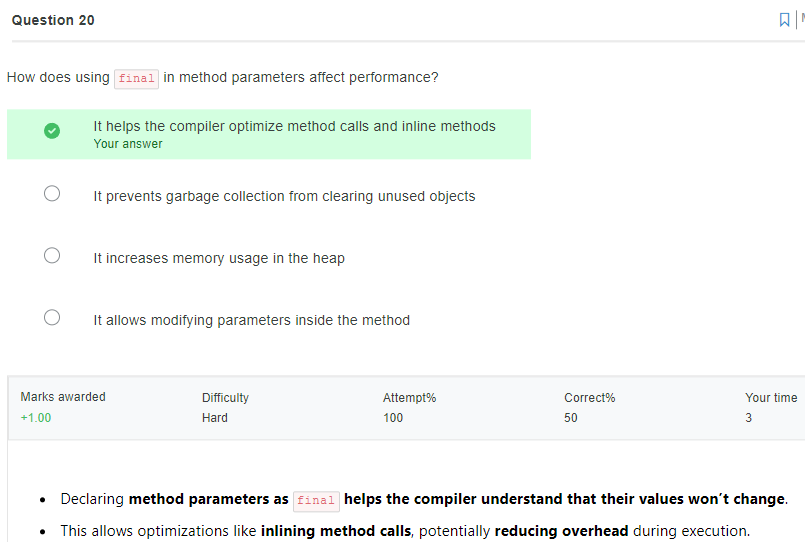 Question 20
How does using final in method parameters affect performance?
It helps the compiler optimize method calls and inline methods
Your answer
It prevents garbage collection from clearing unused objects
It increases memory usage in the heap
It allows modifying parameters inside the method
Marks awarded Difficulty Attempt% Correct% Your time
+1.00 Hard 100 50 3
• Declaring method parameters as final helps the compiler understand that their values won’t change.
• This allows optimizations like inlining method calls, potentially reducing overhead during execution.